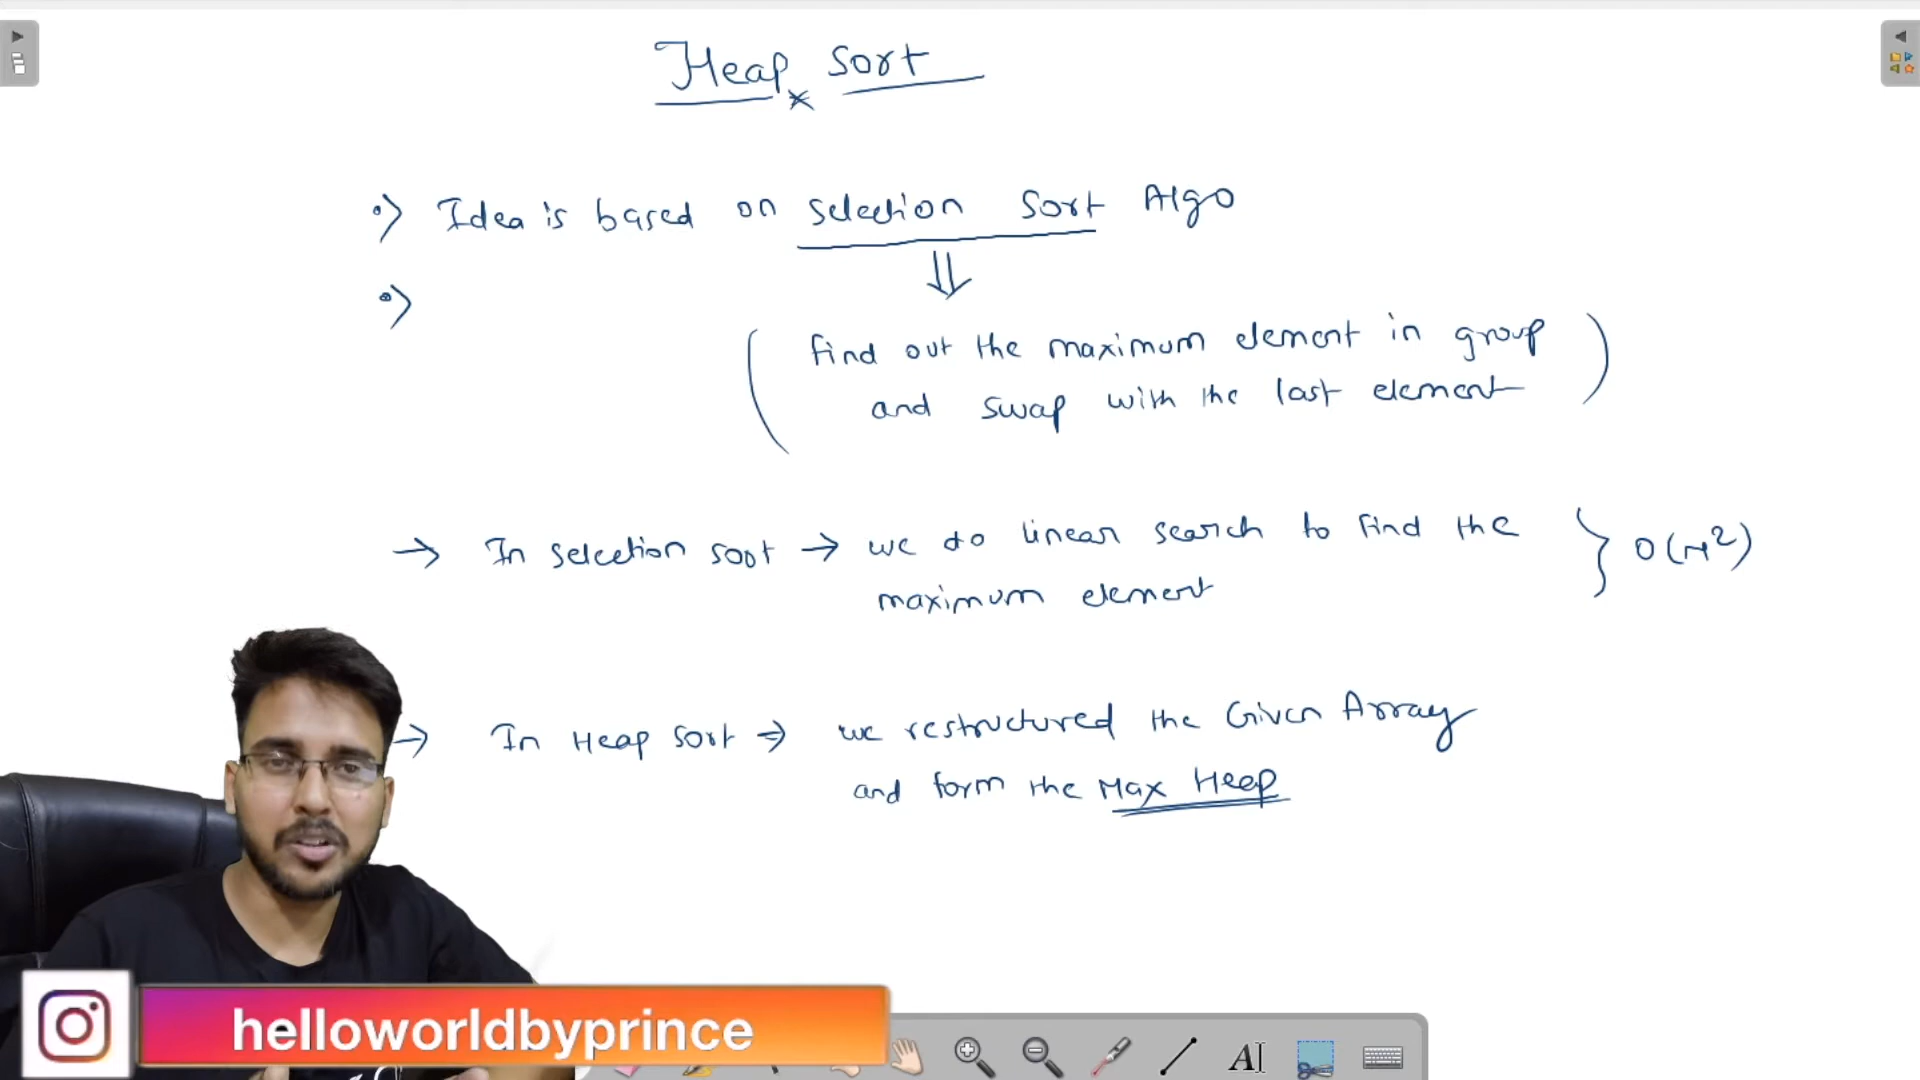 Heap Sort
Idea is based on selection sort Algo
find out the maximum element in group
and swap with the last element
→ In selection sort → we do linear search to find the
maximum element
} O(N²)
→ In Heap sort → we restructured the Given Array
and form the Max Heap
helloworldbyprince
AI